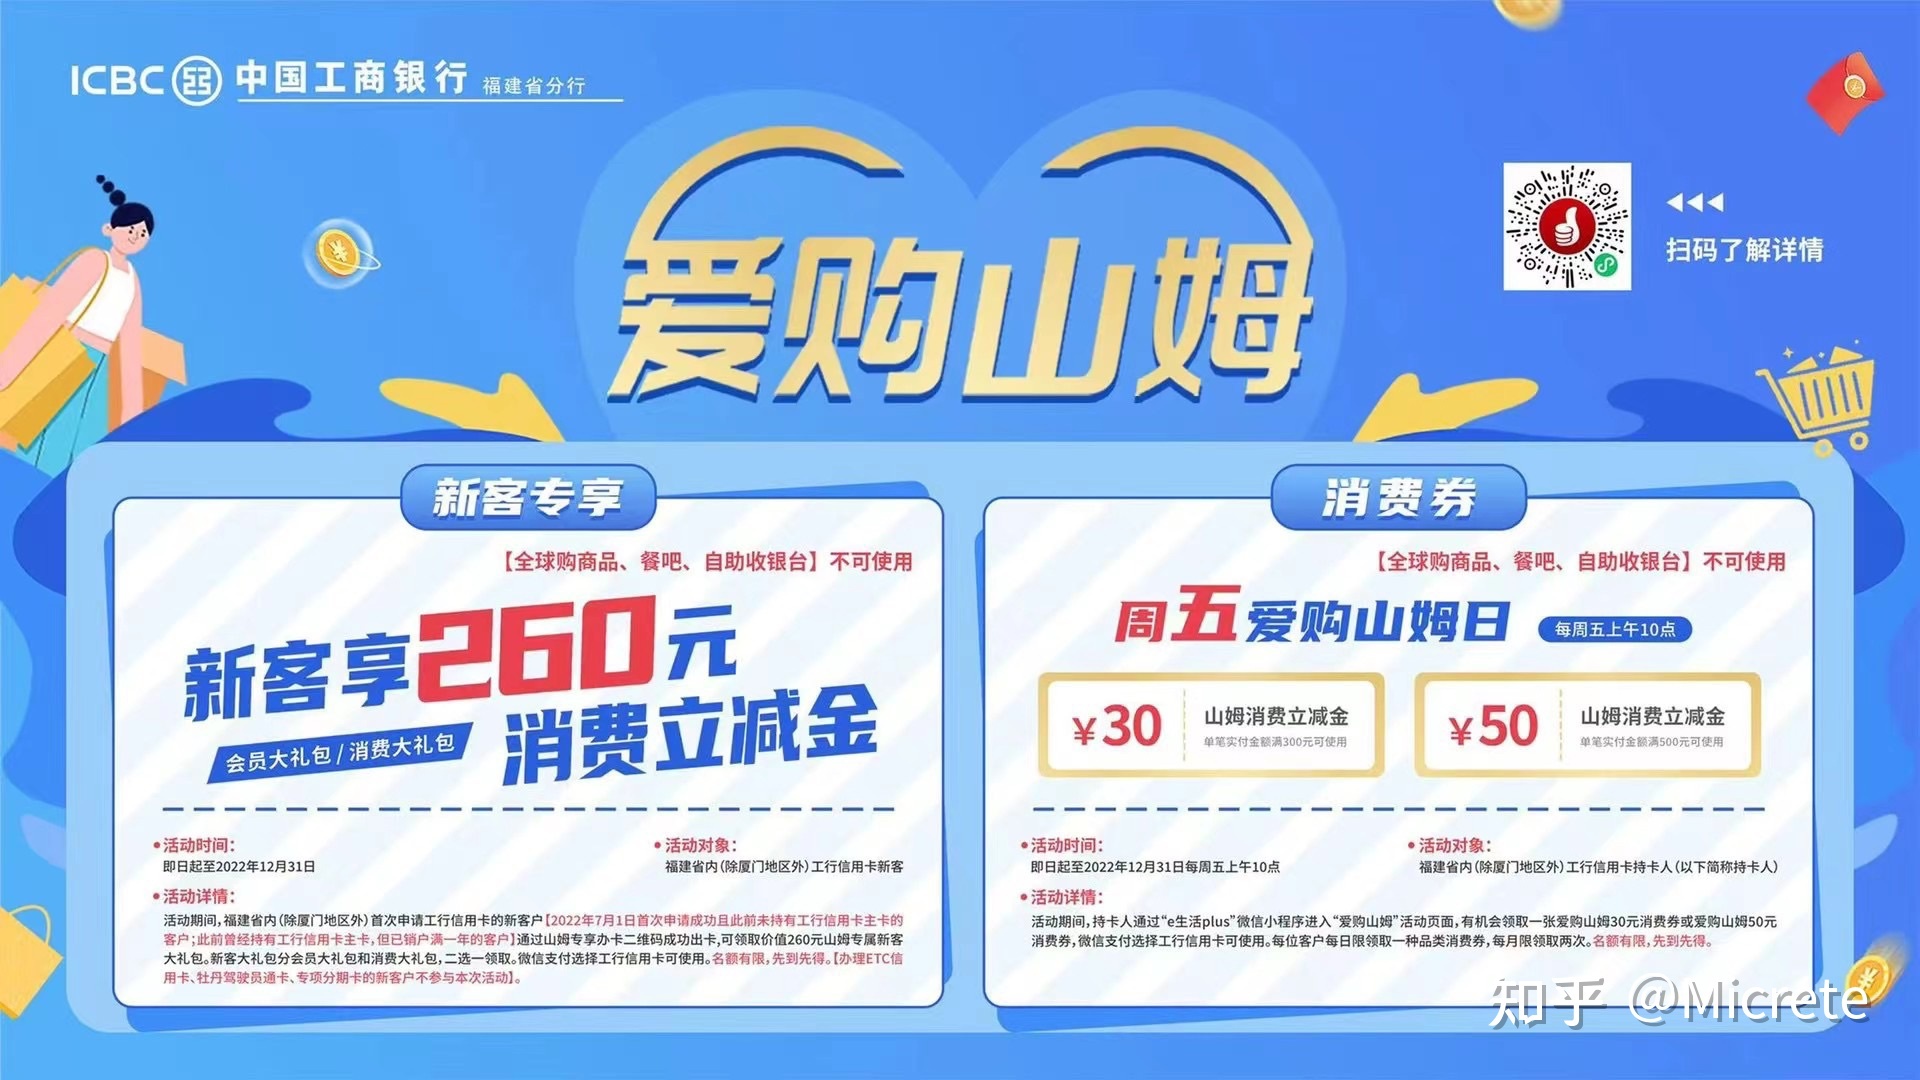 ICBC 中国工商银行 福建省分行
爱购山姆
扫码了解详情
新客专享
【全球购商品、餐吧、自助收银台】不可使用
新客享260元
会员大礼包/消费大礼包
消费立减金
•活动时间:
即日起至2022年12月31日
•活动对象:
福建省内(除厦门地区外)工行信用卡新客
•活动详情:
活动期间,福建省内(除厦门地区外)首次申请工行信用卡的新客户【2022年7月1日首次申请成功且此前未持有工行信用卡主卡的
客户;此前曾经持有工行信用卡主卡,但已销户满一年的客户】通过山姆专享办卡二维码成功出卡,可领取价值260元山姆专属新客
大礼包。新客大礼包分会员大礼包和消费大礼包,二选一领取。微信支付选择工行信用卡可使用。名额有限,先到先得。【办理ETC信
用卡、牡丹驾驶员通卡、专项分期卡的新客户不参与本次活动】。
消费券
【全球购商品、餐吧、自助收银台】不可使用
周五爱购山姆日 每周五上午10点
¥30 山姆消费立减金
单笔实付金额满300元可使用
¥50 山姆消费立减金
单笔实付金额满500元可使用
•活动时间:
即日起至2022年12月31日每周五上午10点
•活动对象:
福建省内(除厦门地区外)工行信用卡持卡人(以下简称持卡人)
•活动详情:
活动期间,持卡人通过“e生活plus”微信小程序进入“爱购山姆”活动页面,有机会领取一张爱购山姆30元消费券或爱购山姆50元
消费券,微信支付选择工行信用卡可使用。每位客户每日限领取一种品类消费券,每月限领取两次。名额有限,先到先得。
知乎 @Micrete